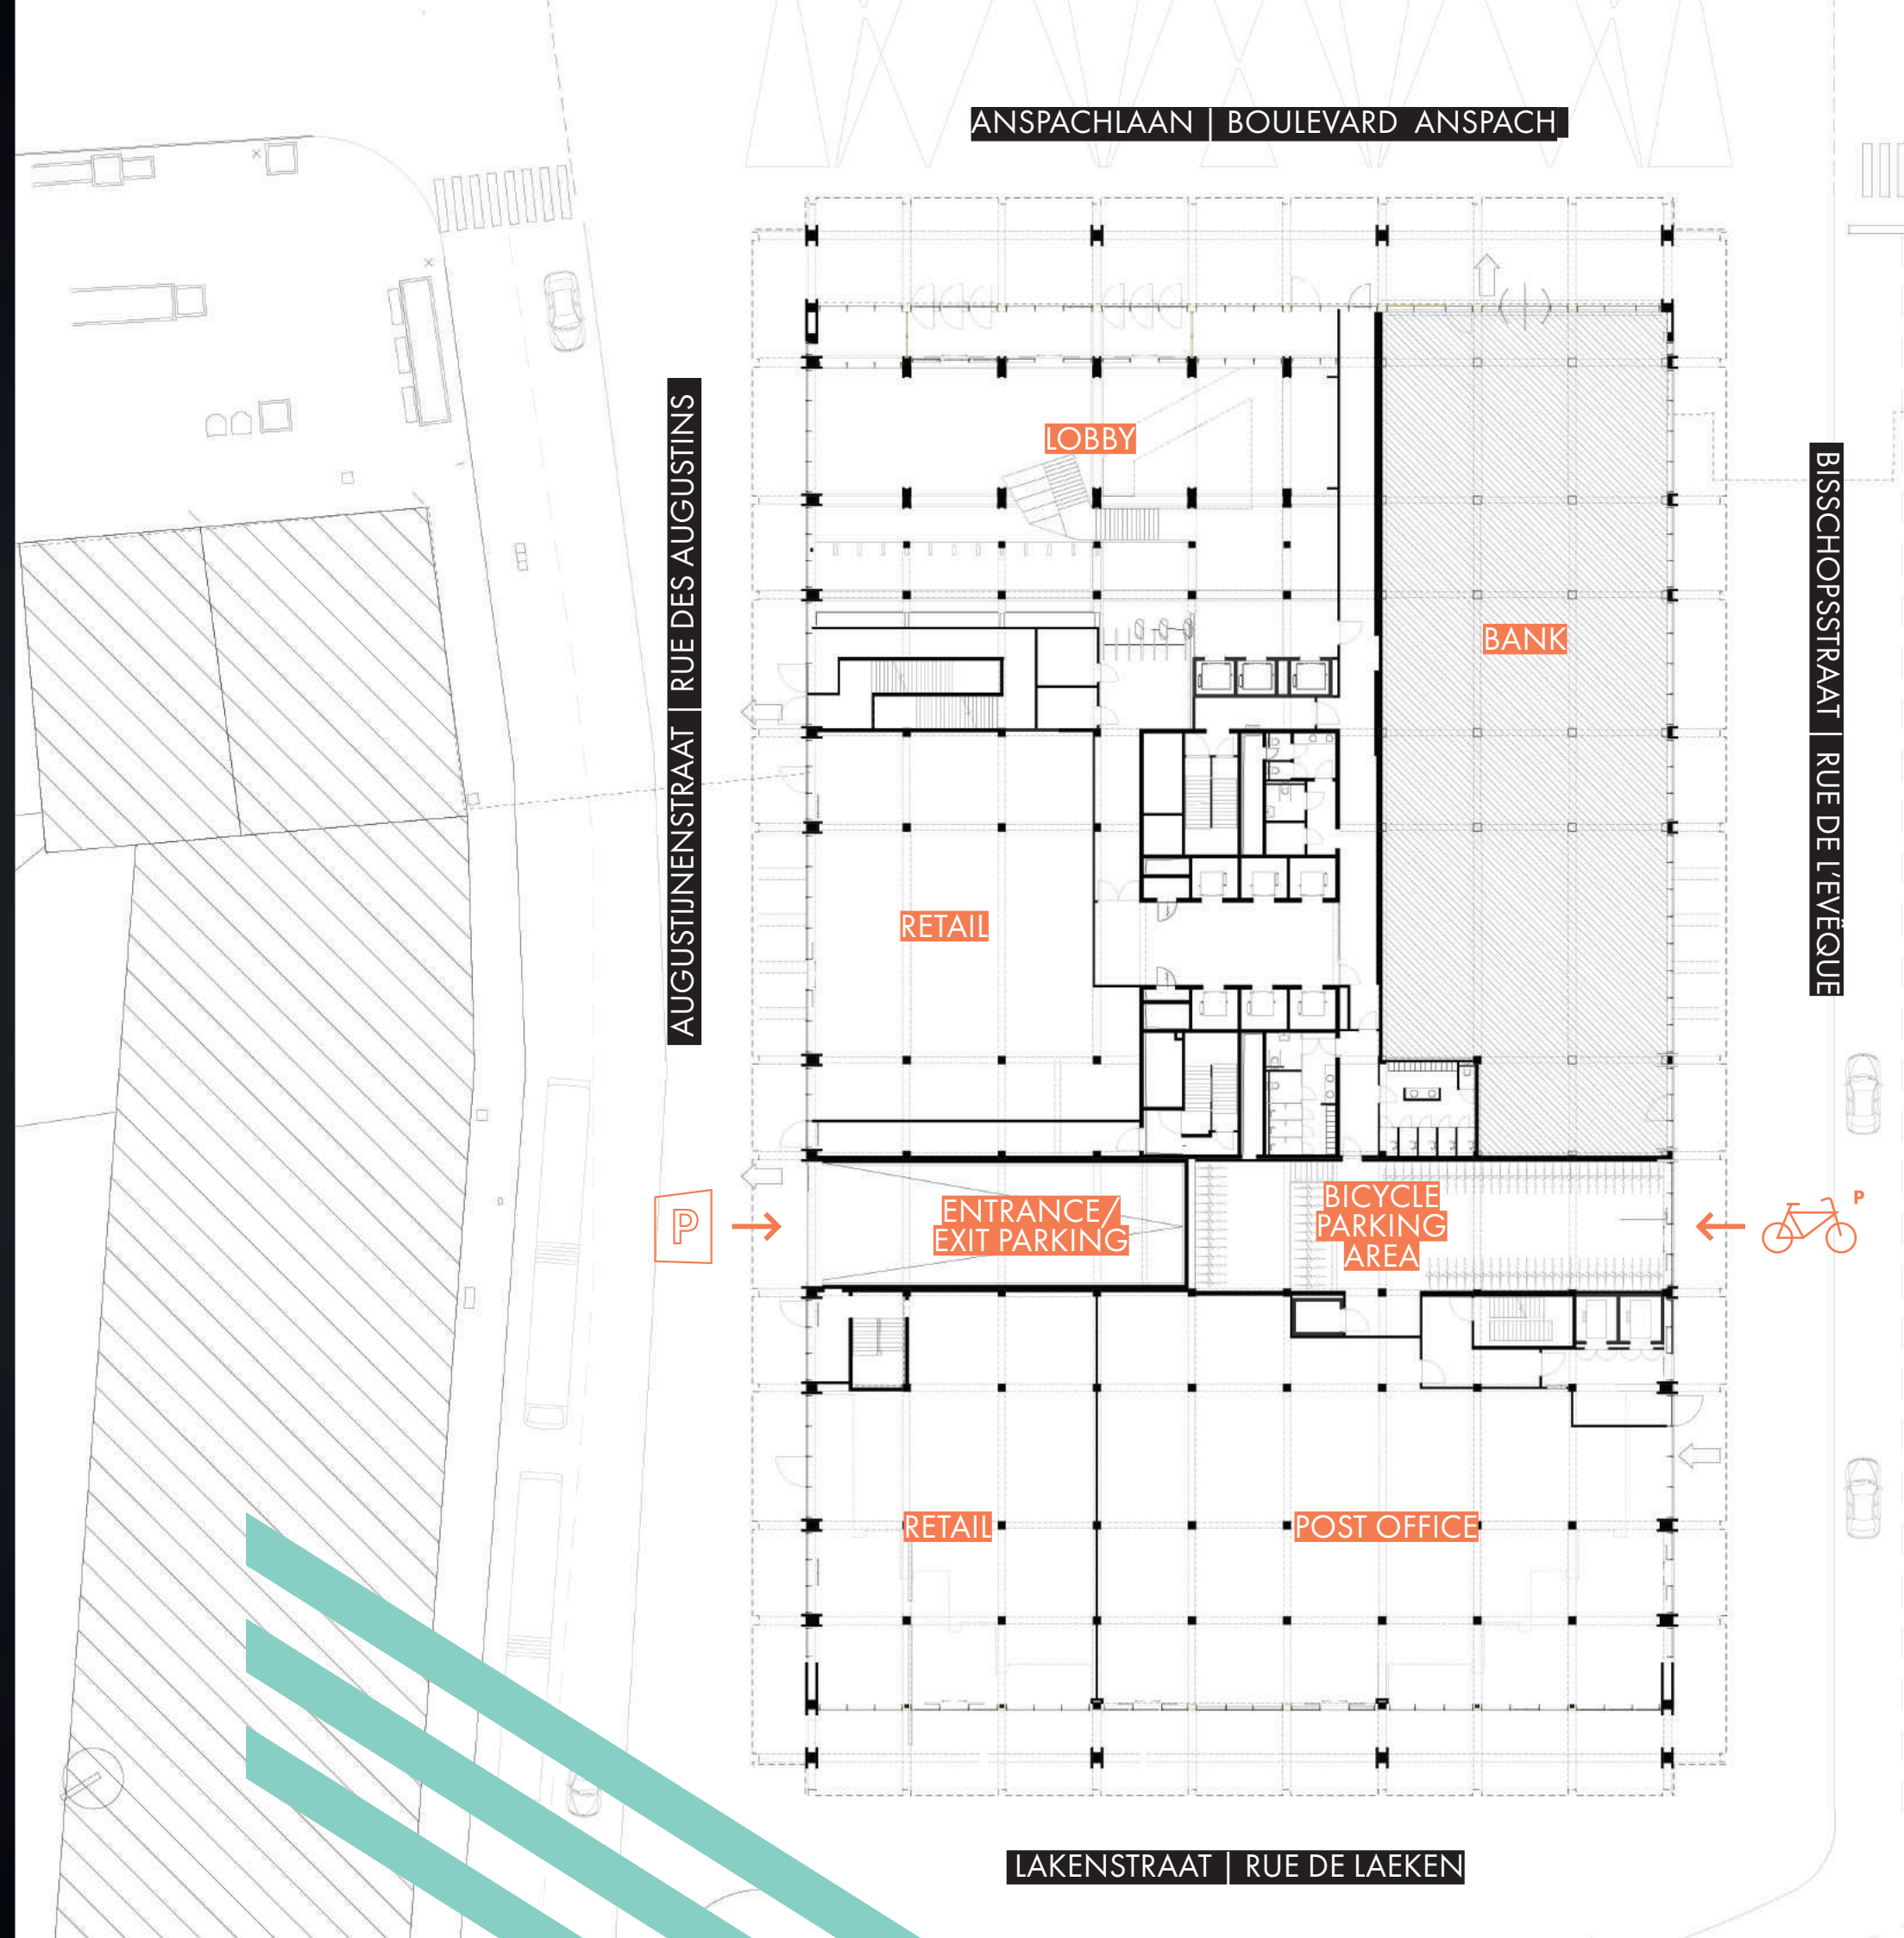 ANSPACHLAAN | BOULEVARD ANSPACH
AUGUSTIJNENSTRAAT | RUE DES AUGUSTINS
LOBBY
BANK
BISSCHOPSSTRAAT | RUE DE L'EVÊQUE
RETAIL
P
ENTRANCE/
EXIT PARKING
BICYCLE
PARKING
AREA
P
RETAIL
POST OFFICE
LAKENSTRAAT | RUE DE LAEKEN